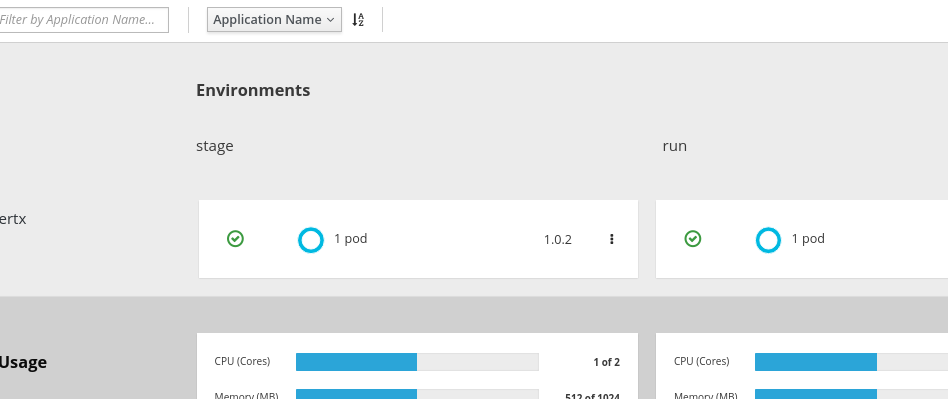 Filter by Application Name...
Application Name
Environments
stage
run
ertx
1 pod
1.0.2
1 pod
Usage
CPU (Cores)
1 of 2
CPU (Cores)
Memory (MB)
512 of 1024
Memory (MB)